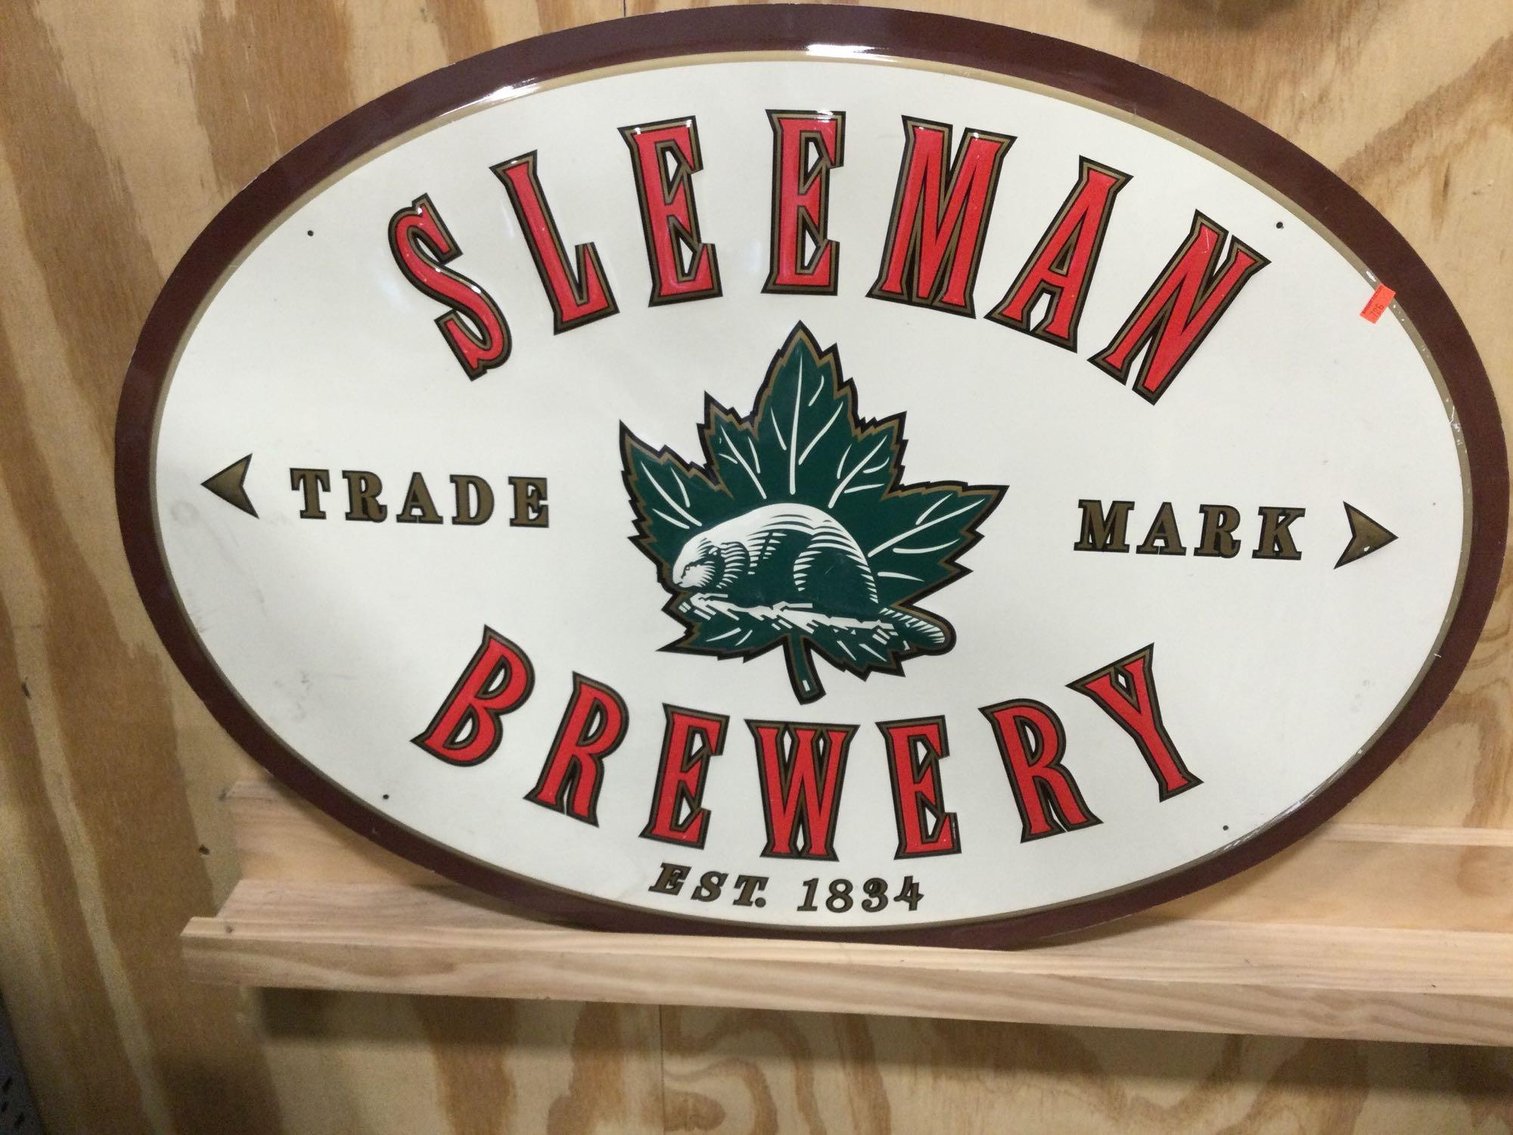 SLEEMAN
TRADE MARK
BREWERY
EST. 1834